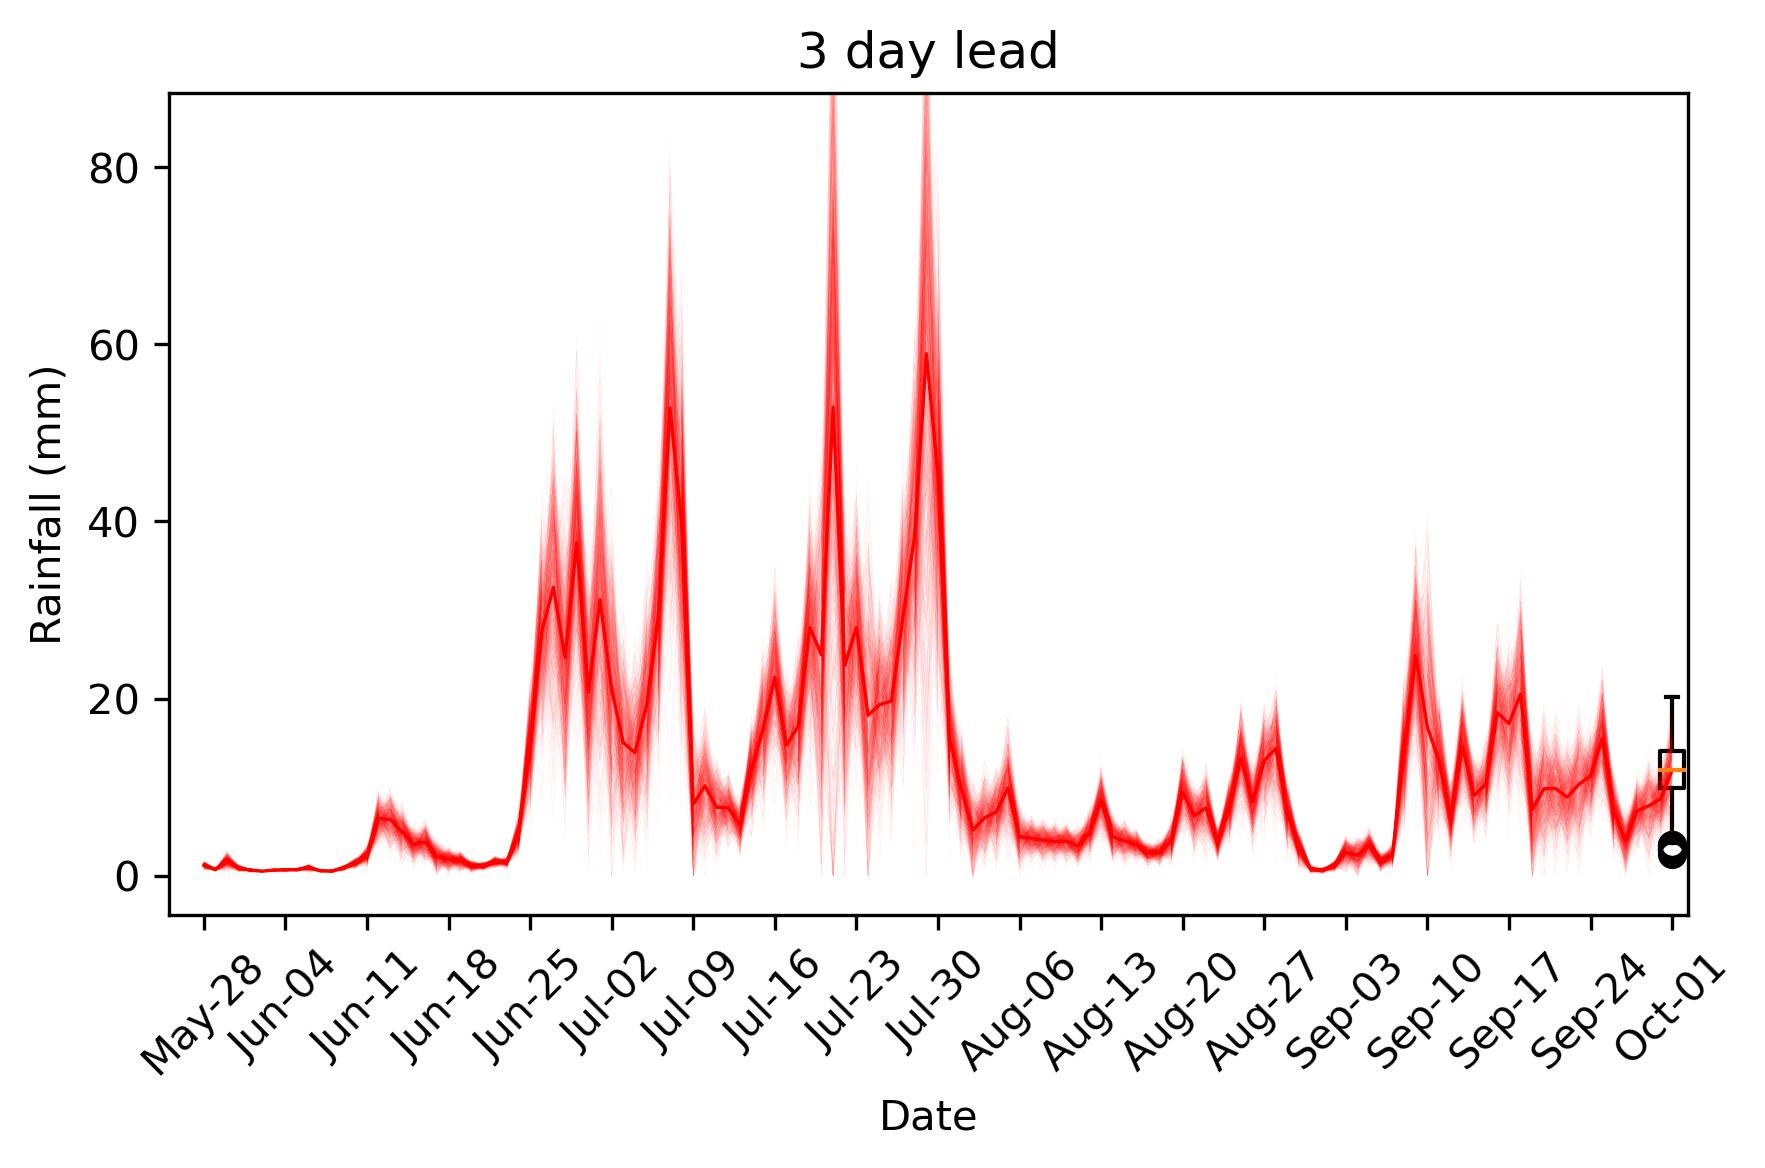 3 day lead
Rainfall (mm)
80
60
40
20
0
May-28
Jun-04
Jun-11
Jun-18
Jun-25
Jul-02
Jul-09
Jul-16
Jul-23
Jul-30
Aug-06
Aug-13
Aug-20
Aug-27
Sep-03
Sep-10
Sep-17
Sep-24
Oct-01
Date